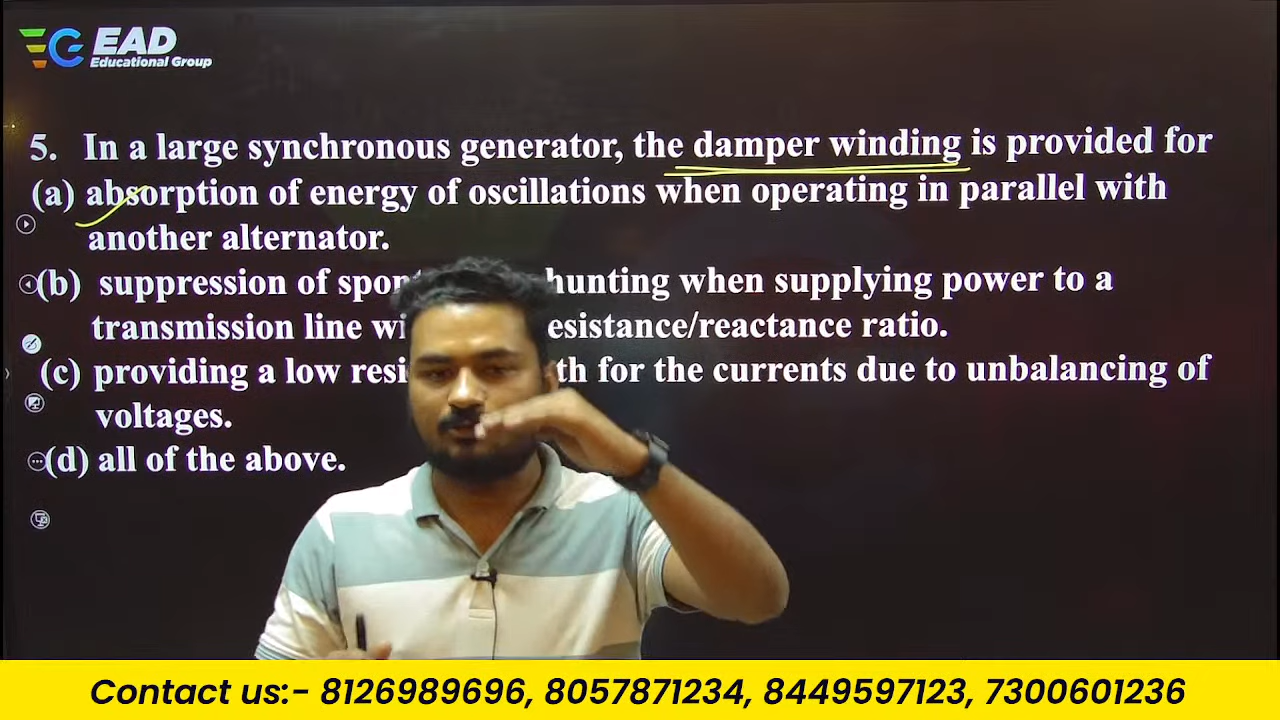 EAD
Educational Group
5. In a large synchronous generator, the damper winding is provided for
(a) absorption of energy of oscillations when operating in parallel with
another alternator.
(b) suppression of hunting when supplying power to a
transmission line ratio.
(c) providing a low for the currents due to unbalancing of
voltages.
(d) all of the above.
Contact us:- 8126989696, 8057871234, 8449597123, 7300601236